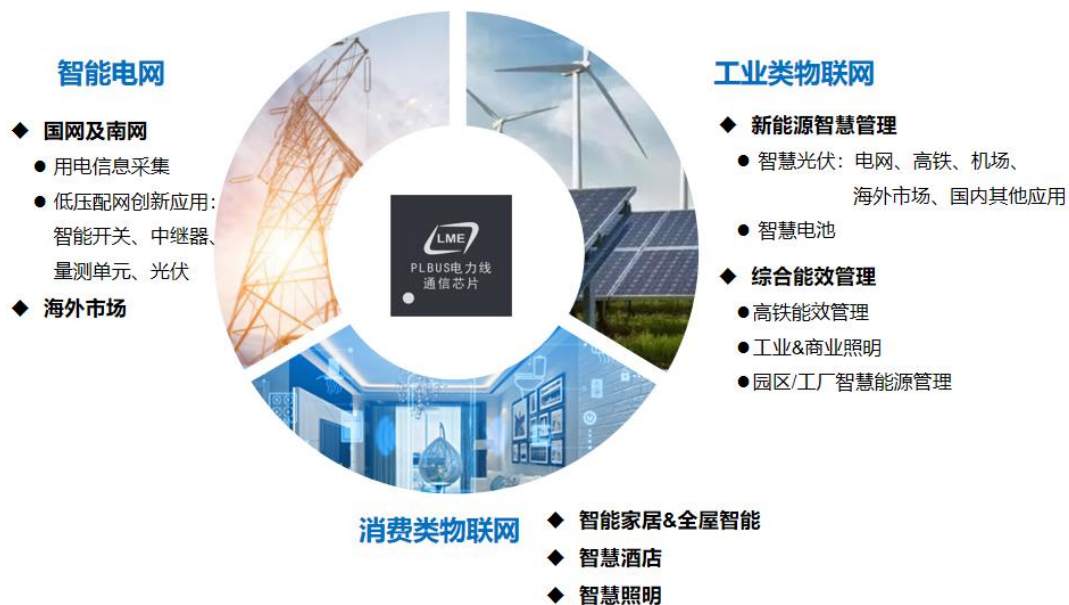 智能电网
◆ 国网及南网
● 用电信息采集
● 低压配网创新应用：
智能开关、中继器、
量测单元、光伏
◆ 海外市场
LME
PLBUS电力线
通信芯片
工业类物联网
◆ 新能源智慧管理
● 智慧光伏：电网、高铁、机场、
海外市场、国内其他应用
● 智慧电池
◆ 综合能效管理
●高铁能效管理
●工业&商业照明
●园区/工厂智慧能源管理
消费类物联网
◆ 智能家居&全屋智能
◆ 智慧酒店
◆ 智慧照明